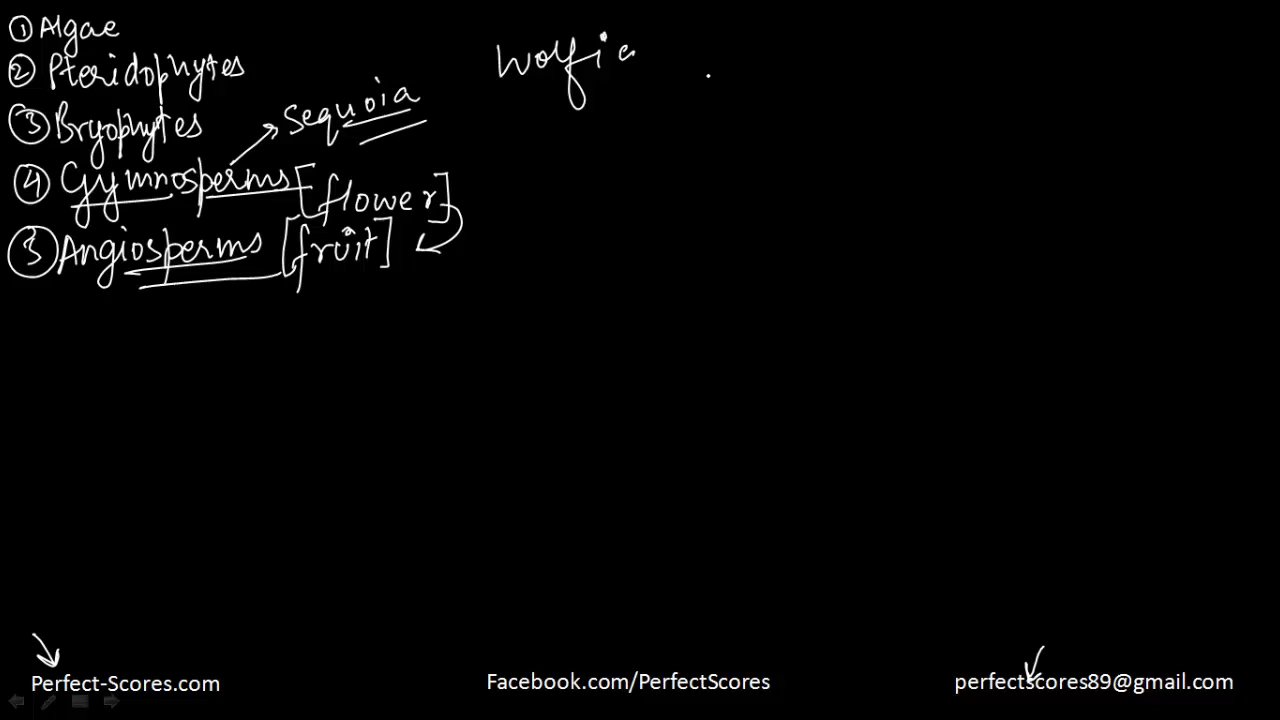 ① Algae
② Pteridophytes
③ Bryophytes
④ Gymnosperms [flower]
Sequoia
⑤ Angiosperms [fruit]
Wolfia
Perfect-Scores.com
Facebook.com/PerfectScores
perfectscores89@gmail.com